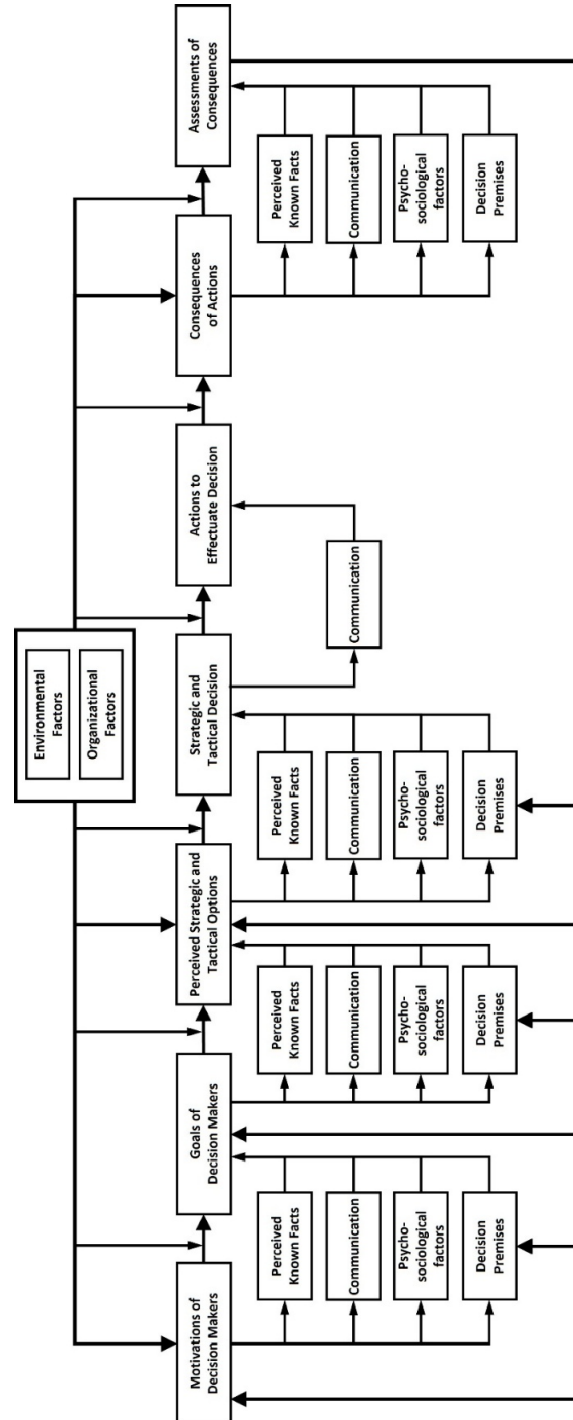 Environmental
Factors
Organizational
Factors
Motivations of
Decision Makers
Goals of
Decision Makers
Perceived Strategic and
Tactical Options
Strategic and
Tactical Decision
Actions to
Effectuate Decision
Consequences
of Actions
Assessments of
Consequences
Perceived
Known Facts
Communication
Psycho-
sociological
factors
Decision
Premises
Perceived
Known Facts
Communication
Psycho-
sociological
factors
Decision
Premises
Perceived
Known Facts
Communication
Psycho-
sociological
factors
Decision
Premises
Communication
Perceived
Known Facts
Communication
Psycho-
sociological
factors
Decision
Premises